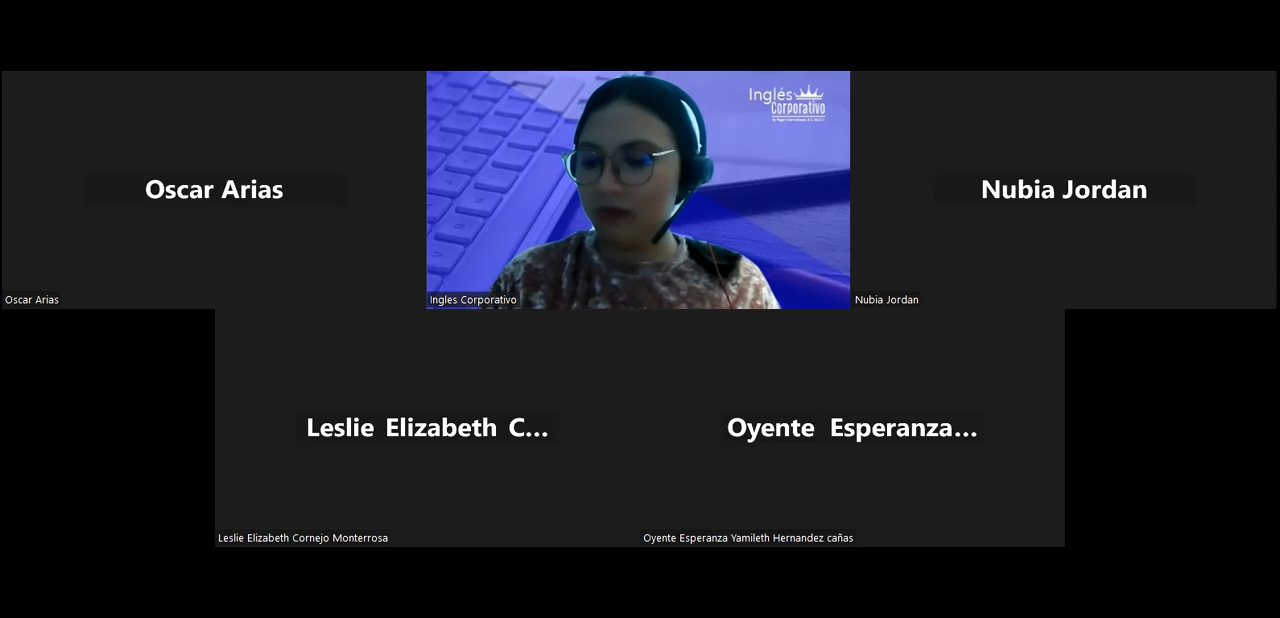 Inglés
Corporativo
Oscar Arias
Nubia Jordan
Oscar Arias
Ingles Corporativo
Nubia Jordan
Leslie Elizabeth C...
Oyente Esperanza...
Leslie Elizabeth Cornejo Monterrosa
Oyente Esperanza Yamileth Hernandez cañas